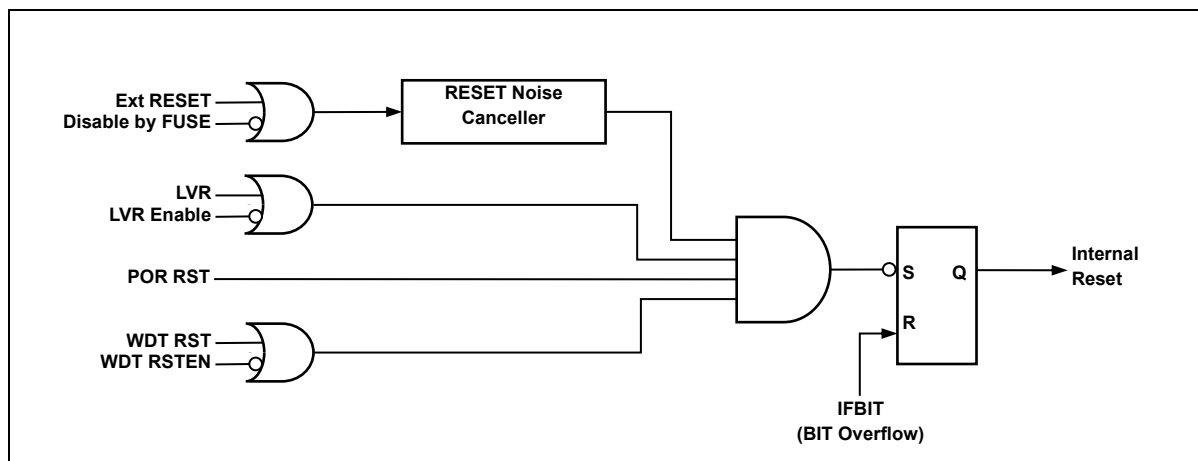 Ext RESET
Disable by FUSE
RESET Noise
Canceller
LVR
LVR Enable
POR RST
WDT RST
WDT RSTEN
S
Q
R
Internal
Reset
IFBIT
(BIT Overflow)